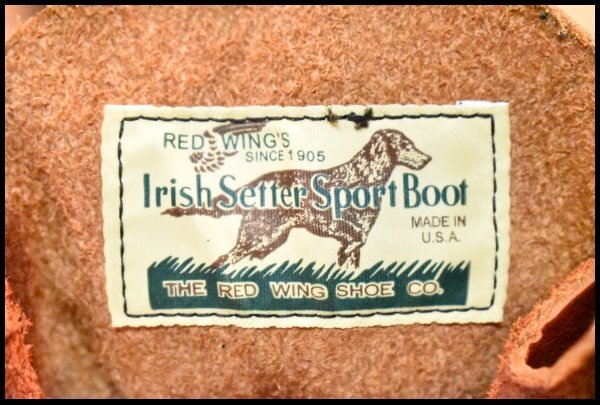 RED WING'S
SINCE 1905
Irish Setter Sport Boot
MADE IN
U.S.A.
THE RED WING SHOE CO.